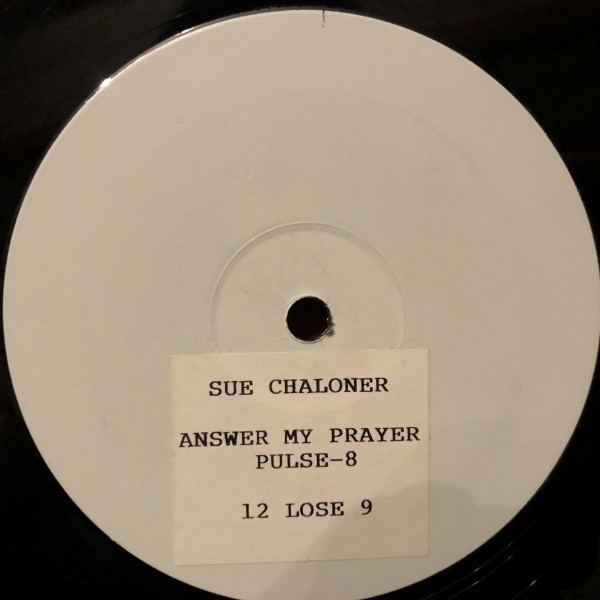 SUE CHALONER
ANSWER MY PRAYER
PULSE-8
12 LOSE 9